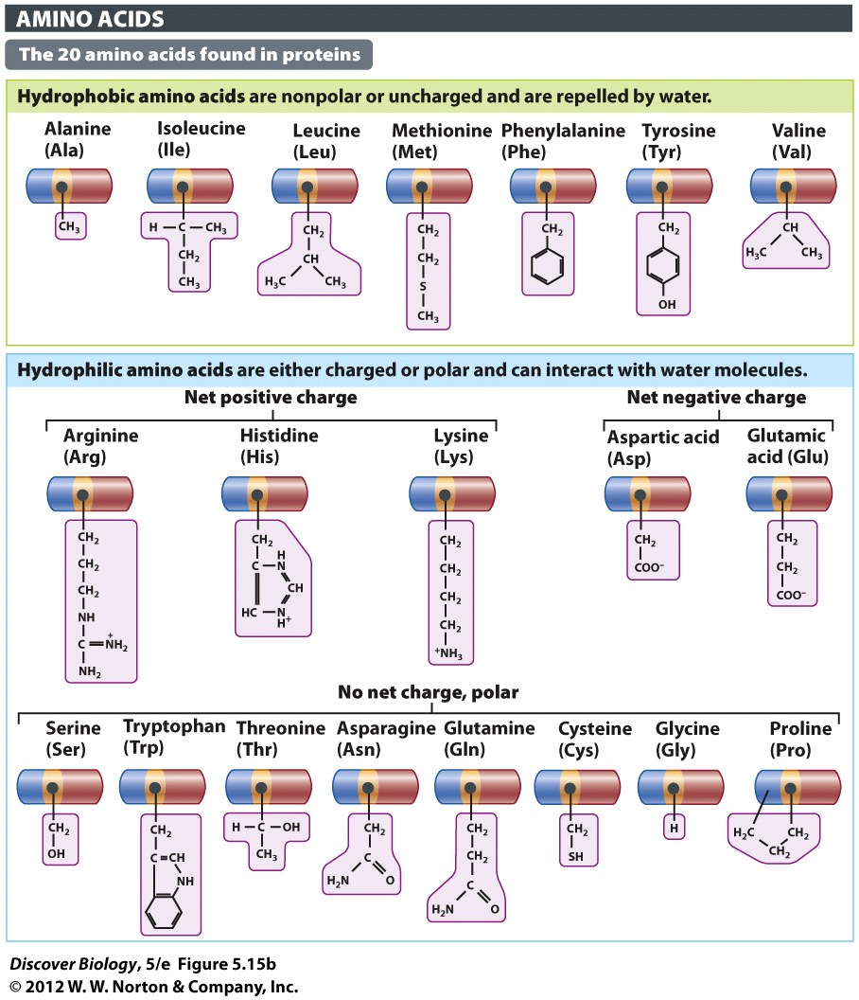 AMINO ACIDS
The 20 amino acids found in proteins
Hydrophobic amino acids are nonpolar or uncharged and are repelled by water.
Alanine
(Ala)
Isoleucine
(Ile)
Leucine
(Leu)
Methionine
(Met)
Phenylalanine
(Phe)
Tyrosine
(Tyr)
Valine
(Val)
CH3
H C CH3
CH2
CH3
CH2
CH
H3C CH3
CH2
CH2
S
CH3
CH2
CH2
OH
CH
H3C CH3
Hydrophilic amino acids are either charged or polar and can interact with water molecules.
Net positive charge
Arginine
(Arg)
Histidine
(His)
Lysine
(Lys)
CH2
CH2
CH2
NH
C=NH2+
NH2
CH2
C H
N
CH
HC N
H+
CH2
CH2
CH2
CH2
+NH3
Net negative charge
Aspartic acid
(Asp)
Glutamic
acid (Glu)
CH2
COO−
CH2
CH2
COO−
No net charge, polar
Serine
(Ser)
Tryptophan
(Trp)
Threonine
(Thr)
Asparagine
(Asn)
Glutamine
(Gln)
Cysteine
(Cys)
Glycine
(Gly)
Proline
(Pro)
CH2
OH
CH2
C=CH
NH
H C OH
CH3
CH2
C
H2N O
CH2
CH2
C
H2N O
CH2
SH
H
H2C CH2
CH2
Discover Biology, 5/e Figure 5.15b
© 2012 W. W. Norton & Company, Inc.